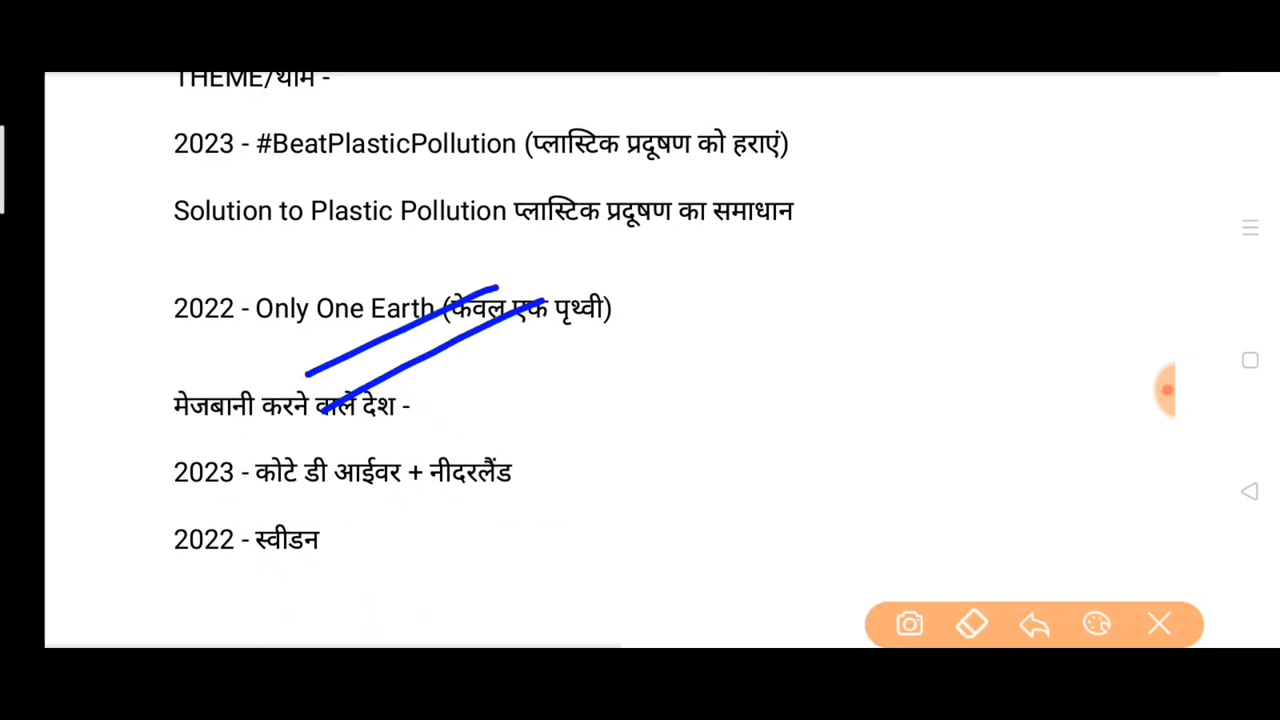 THEME/थीम -
2023 - #BeatPlasticPollution (प्लास्टिक प्रदूषण को हराएं)
Solution to Plastic Pollution प्लास्टिक प्रदूषण का समाधान
2022 - Only One Earth (केवल एक पृथ्वी)
मेजबानी करने वाले देश -
2023 - कोटे डी आईवर + नीदरलैंड
2022 - स्वीडन